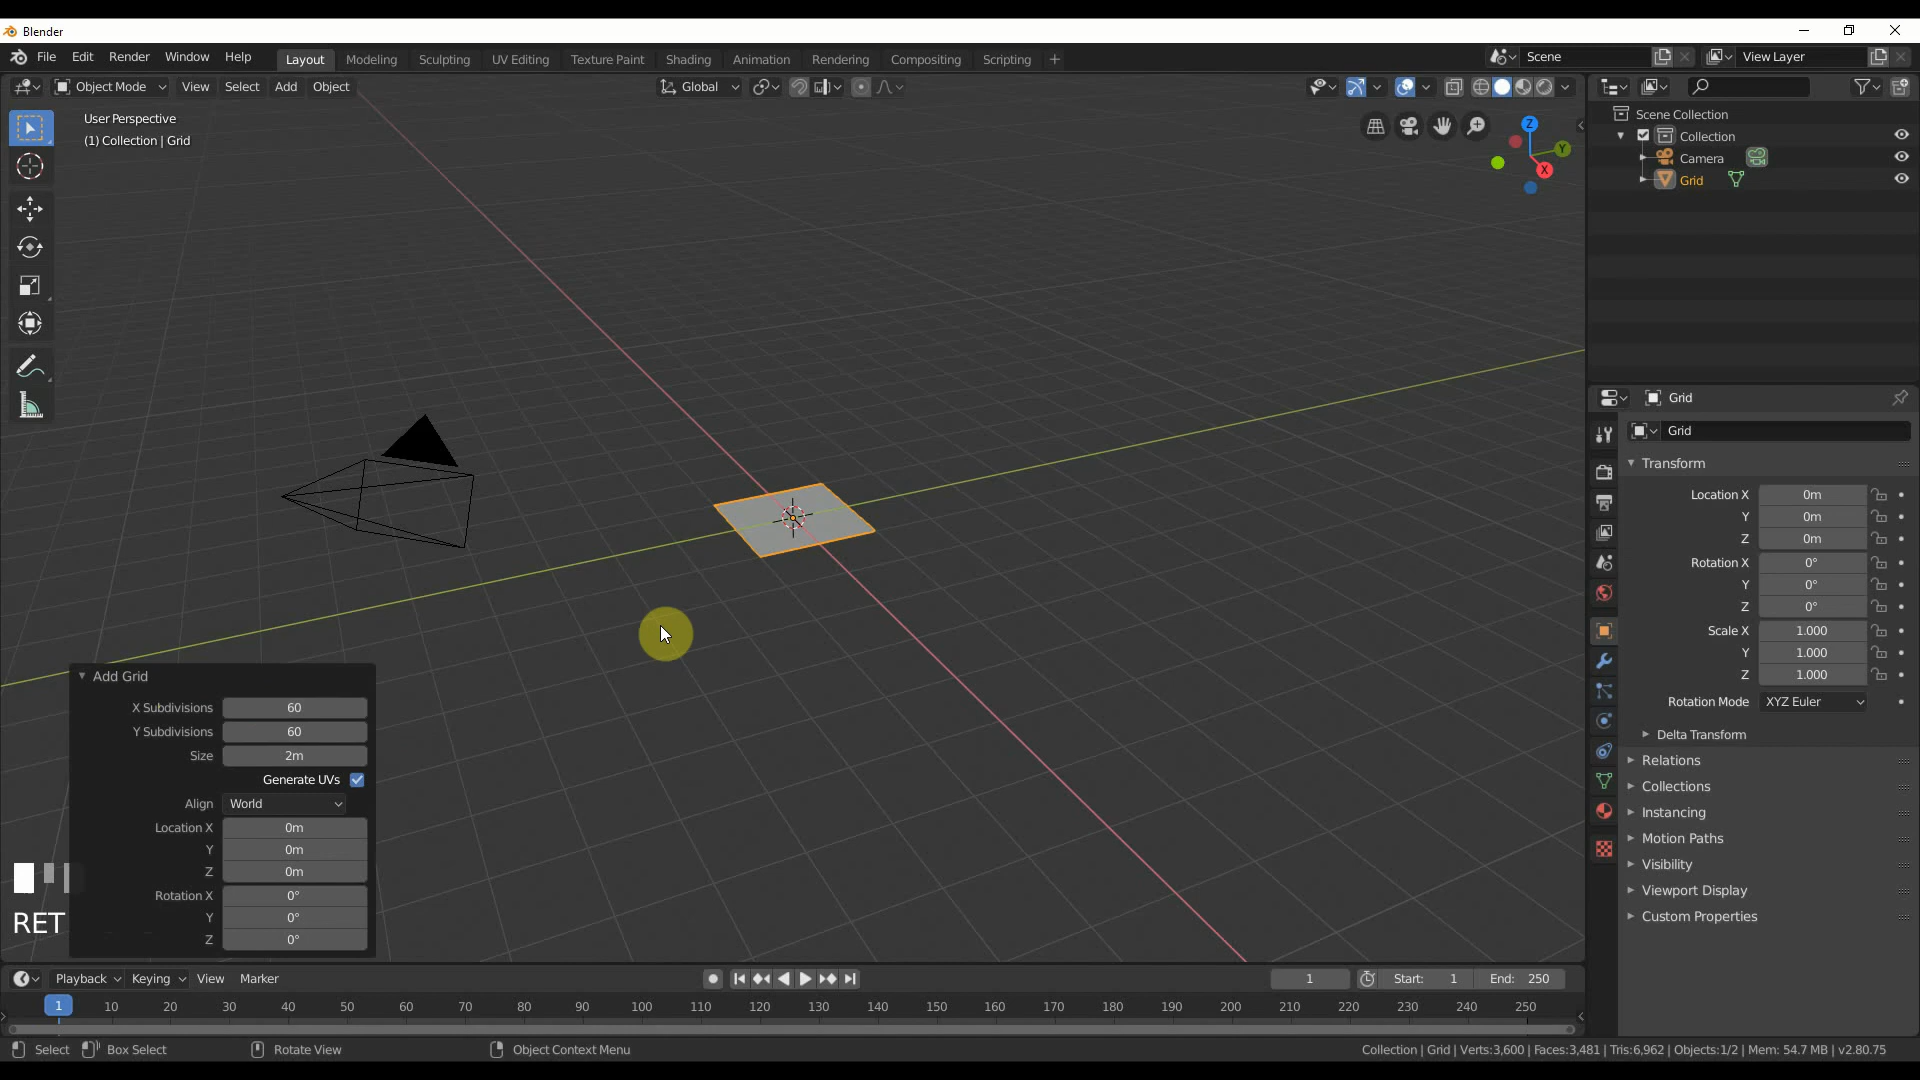 Blender
File Edit Render Window Help Layout Modeling Sculpting UV Editing Texture Paint Shading Animation Rendering Compositing Scripting + Scene View Layer
Object Mode View Select Add Object Global
User Perspective
(1) Collection | Grid
Z
Y
X
Scene Collection
Collection
Camera
Grid
Grid
Grid
Transform
Location X 0m
Y 0m
Z 0m
Rotation X 0°
Y 0°
Z 0°
Scale X 1.000
Y 1.000
Z 1.000
Rotation Mode XYZ Euler
Delta Transform
Relations
Collections
Instancing
Motion Paths
Visibility
Viewport Display
Custom Properties
Add Grid
X Subdivisions 60
Y Subdivisions 60
Size 2m
Generate UVs
Align World
Location X 0m
Y 0m
Z 0m
Rotation X 0°
Y 0°
Z 0°
RET
Playback Keying View Marker 1 Start: 1 End: 250
1 10 20 30 40 50 60 70 80 90 100 110 120 130 140 150 160 170 180 190 200 210 220 230 240 250
Select Box Select Rotate View Object Context Menu Collection | Grid | Verts:3,600 | Faces:3,481 | Tris:6,962 | Objects:1/2 | Mem: 54.7 MB | v2.80.75